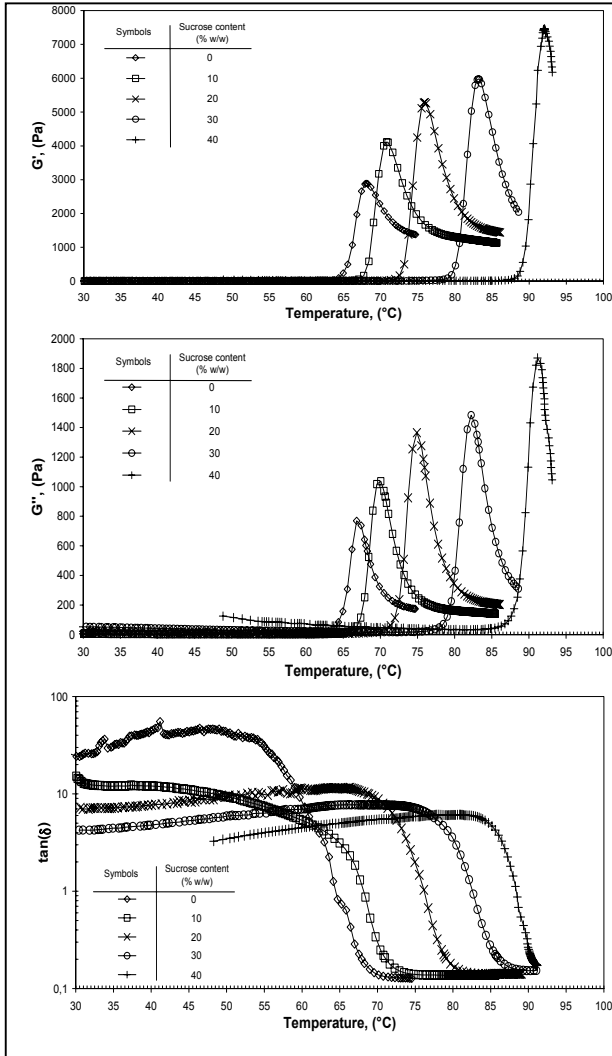 8000
7000
6000
5000
4000
3000
2000
1000
0
G', (Pa)
Symbols Sucrose content
(% w/w)
0
10
20
30
40
30 35 40 45 50 55 60 65 70 75 80 85 90 95 100
Temperature, (°C)
2000
1800
1600
1400
1200
1000
800
600
400
200
0
G'', (Pa)
Symbols Sucrose content
(% w/w)
0
10
20
30
40
30 35 40 45 50 55 60 65 70 75 80 85 90 95 100
Temperature, (°C)
100
10
1
0,1
tan(δ)
Symbols Sucrose content
(% w/w)
0
10
20
30
40
30 35 40 45 50 55 60 65 70 75 80 85 90 95 100
Temperature, (°C)